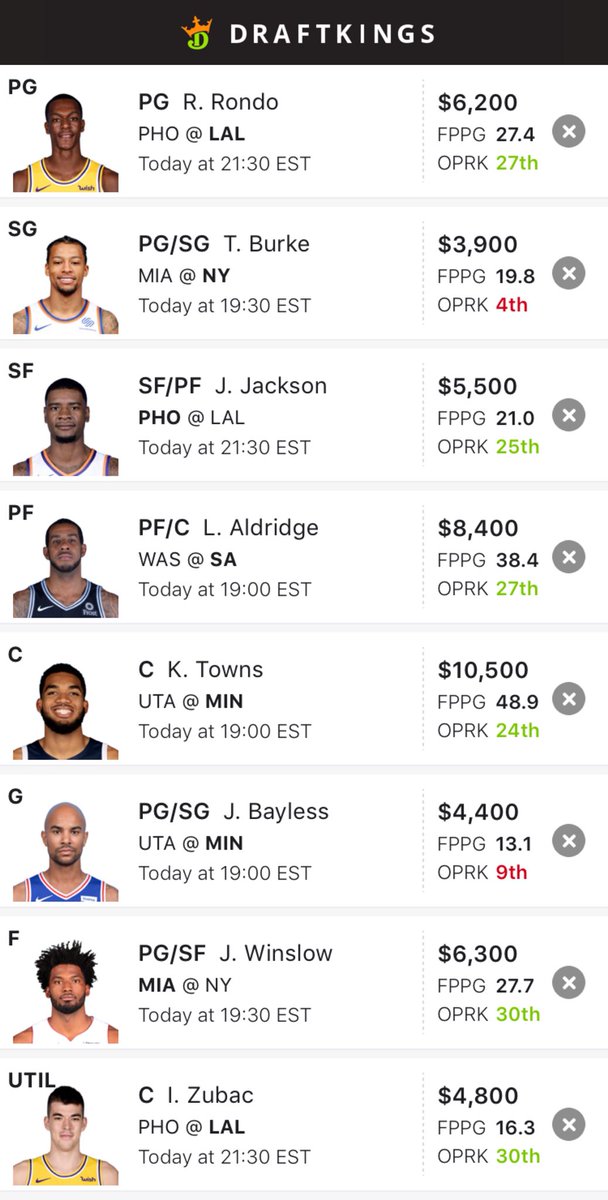 DRAFTKINGS
PG
PG R. Rondo
PHO @ LAL
Today at 21:30 EST
$6,200
FPPG 27.4
OPRK 27th
wish
SG
PG/SG T. Burke
MIA @ NY
Today at 19:30 EST
$3,900
FPPG 19.8
OPRK 4th
SF
SF/PF J. Jackson
PHO @ LAL
Today at 21:30 EST
$5,500
FPPG 21.0
OPRK 25th
PF
PF/C L. Aldridge
WAS @ SA
Today at 19:00 EST
$8,400
FPPG 38.4
OPRK 27th
C
C K. Towns
UTA @ MIN
Today at 19:00 EST
$10,500
FPPG 48.9
OPRK 24th
G
PG/SG J. Bayless
UTA @ MIN
Today at 19:00 EST
$4,400
FPPG 13.1
OPRK 9th
F
PG/SF J. Winslow
MIA @ NY
Today at 19:30 EST
$6,300
FPPG 27.7
OPRK 30th
UTIL
C I. Zubac
PHO @ LAL
Today at 21:30 EST
$4,800
FPPG 16.3
OPRK 30th
wish